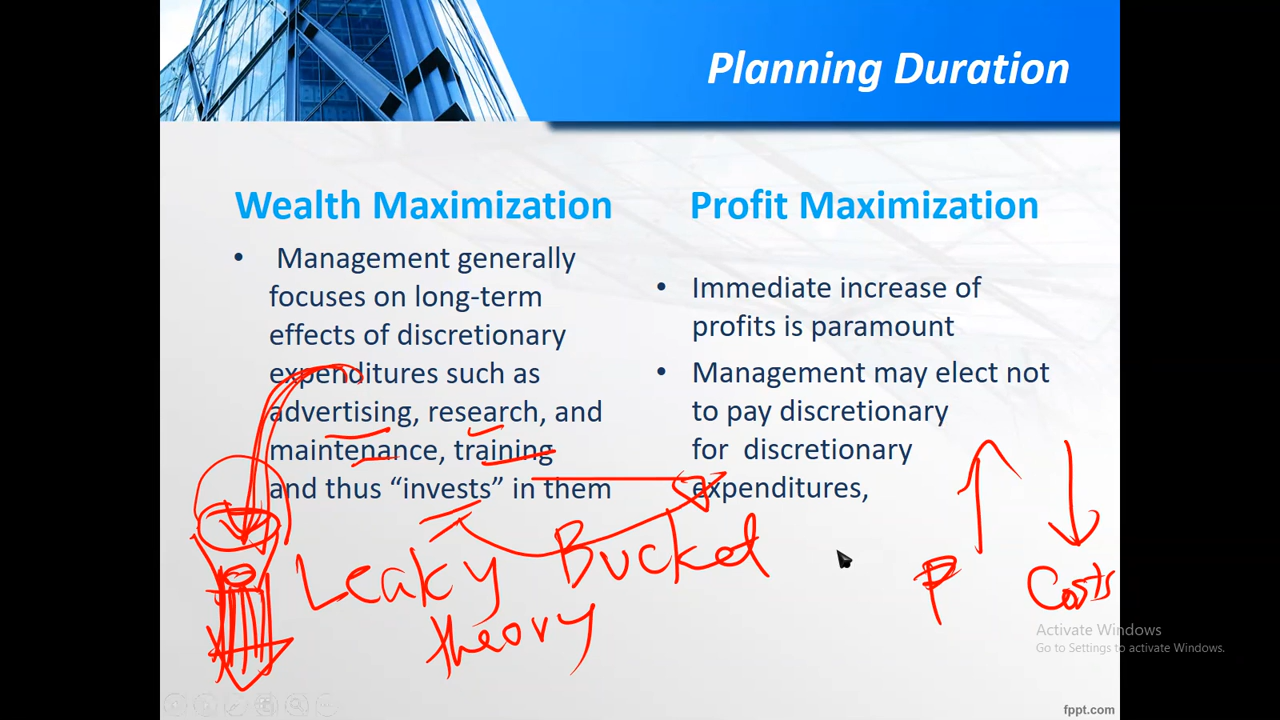 Planning Duration
Wealth Maximization
• Management generally
focuses on long-term
effects of discretionary
expenditures such as
advertising, research, and
maintenance, training
and thus “invests” in them
Profit Maximization
• Immediate increase of
profits is paramount
• Management may elect not
to pay discretionary
for discretionary
expenditures,
Leaky Bucket
theory
P
Costs
Activate Windows
Go to Settings to activate Windows.
fppt.com